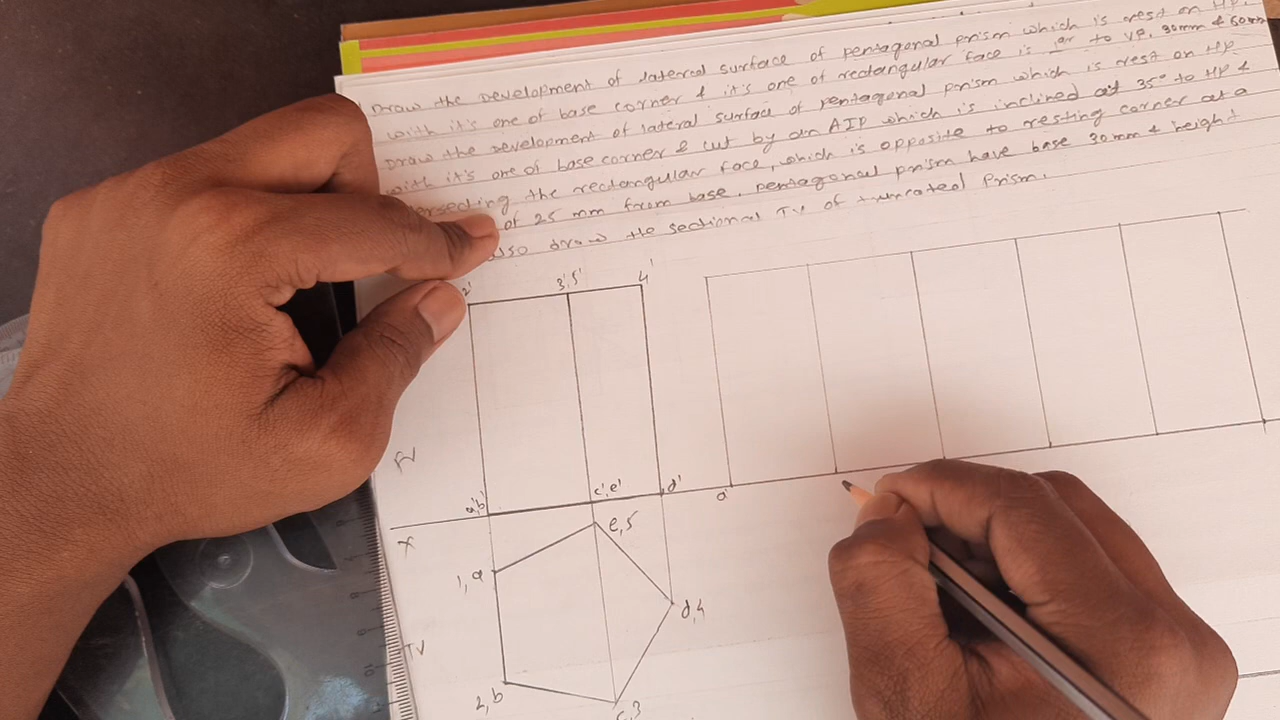 Draw the Development of lateral surface of pentagonal prism which is rest on HP.
with it's one of base corner & it's one of rectangular face is to VP. 30mm & 60mm
Draw the Development of lateral surface of pentagonal prism which is rest on HP
with it's one of base corner & cut by an AIP which is inclined at 35° to HP &
the rectangular face, which is opposite to resting corner at a
of 25 mm from base. pentagonal prism have base 30mm & height
also draw the sectional TV of truncated Prism.
2' 3',5' 4'
FV
a',b' c',e' d' a'
X
e,5
1,a
d,4
TV
2,b
c,3